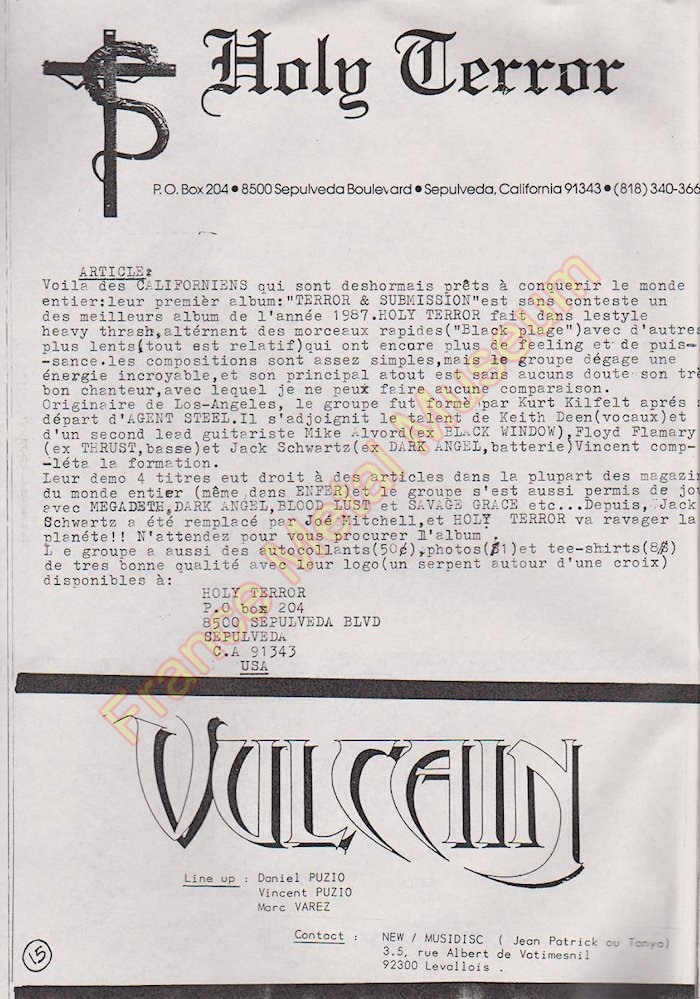 Holy Terror
P.O. Box 204 ● 8500 Sepulveda Boulevard ● Sepulveda, California 91343 ● (818) 340-366
ARTICLE:
Voila des CALIFORNIENS qui sont deshormais prêts à conquerir le monde
entier:leur premièr album:"TERROR & SUBMISSION"est sans conteste un
des meilleurs album de l'année 1987.HOLY TERROR fait dans lestyle
heavy thrash,altérnant des morceaux rapides("Black plage")avec d'autre
plus lents(tout est relatif)qui ont encore plus de feeling et de puis-
-sance.les compositions sont assez simples,mais le groupe dégage une
énergie incroyable,et son principal atout est sans aucuns doute son trè
bon chanteur,avec lequel je ne peux faire aucune comparaison.
Originaire de Los-Angeles, le groupe fut formé par Kurt Kilfelt aprés
départ d'AGENT STEEL.Il s'adjoignit le talent de Keith Deen(vocaux)et
d'un second lead guitariste Mike Alvord(ex BLACK WINDOW),Floyd Flamary
(ex THRUST,basse)et Jack Schwartz(ex DARK ANGEL,batterie)Vincent comp-
-léta la formation.
Leur demo 4 titres eut droit à des articles dans la plupart des magazi
du monde entier (même dans ENFER)et le groupe s'est aussi permis de jo
avec MEGADETH,DARK ANGEL,BLOOD LUST et SAVAGE GRACE etc...Depuis, Jack
Schwartz a été remplacé par Joé Mitchell,et HOLY TERROR va ravager la
planéte!! N'attendez pour vous procurer l'album .
L e groupe a aussi des autocollants(50¢),photos($1)et tee-shirts(8$)
de tres bonne qualité avec leur logo(un serpent autour d'une croix)
disponibles à:
HOLY TERROR
P.O box 204
8500 SEPULVEDA BLVD
SEPULVEDA
C.A 91343
USA
France Metal Museum
VULCAIN
Line up : Daniel PUZIO
Vincent PUZIO
Marc VAREZ
Contact : NEW / MUSIDISC ( Jean Patrick ou Tanya)
3.5, rue Albert de Vatimesnil
92300 Levallois .
15